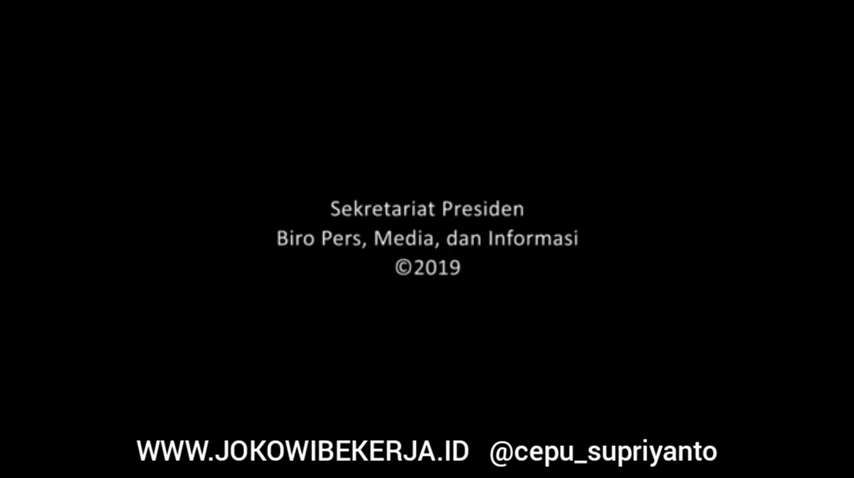 Sekretariat Presiden
Biro Pers, Media, dan Informasi
©2019
WWW.JOKOWIBEKERJA.ID @cepu_supriyanto